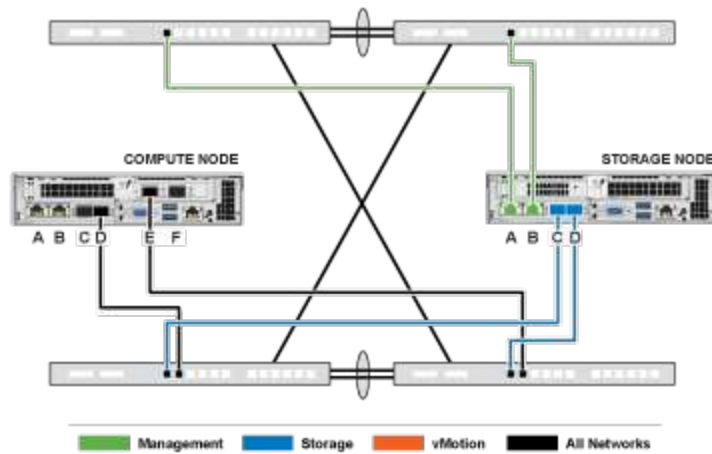 COMPUTE NODE
STORAGE NODE
A B C D E F
A B C D
Management Storage vMotion All Networks